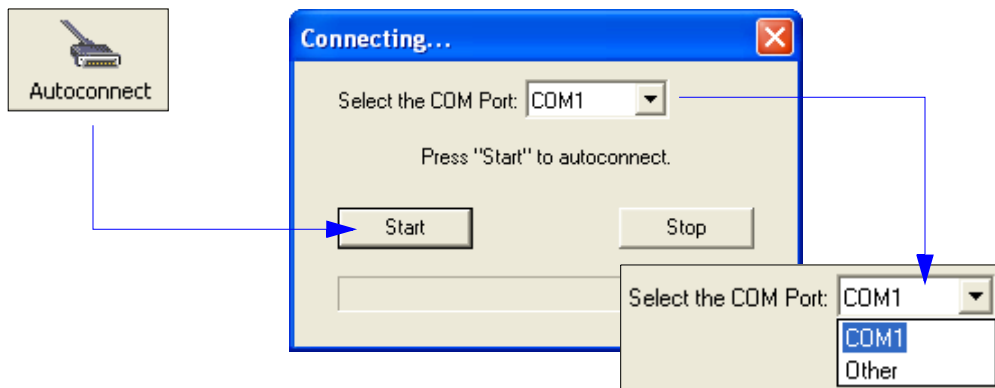 Autoconnect
Connecting...
Select the COM Port: COM1
Press "Start" to autoconnect.
Start Stop
Select the COM Port: COM1
COM1
Other